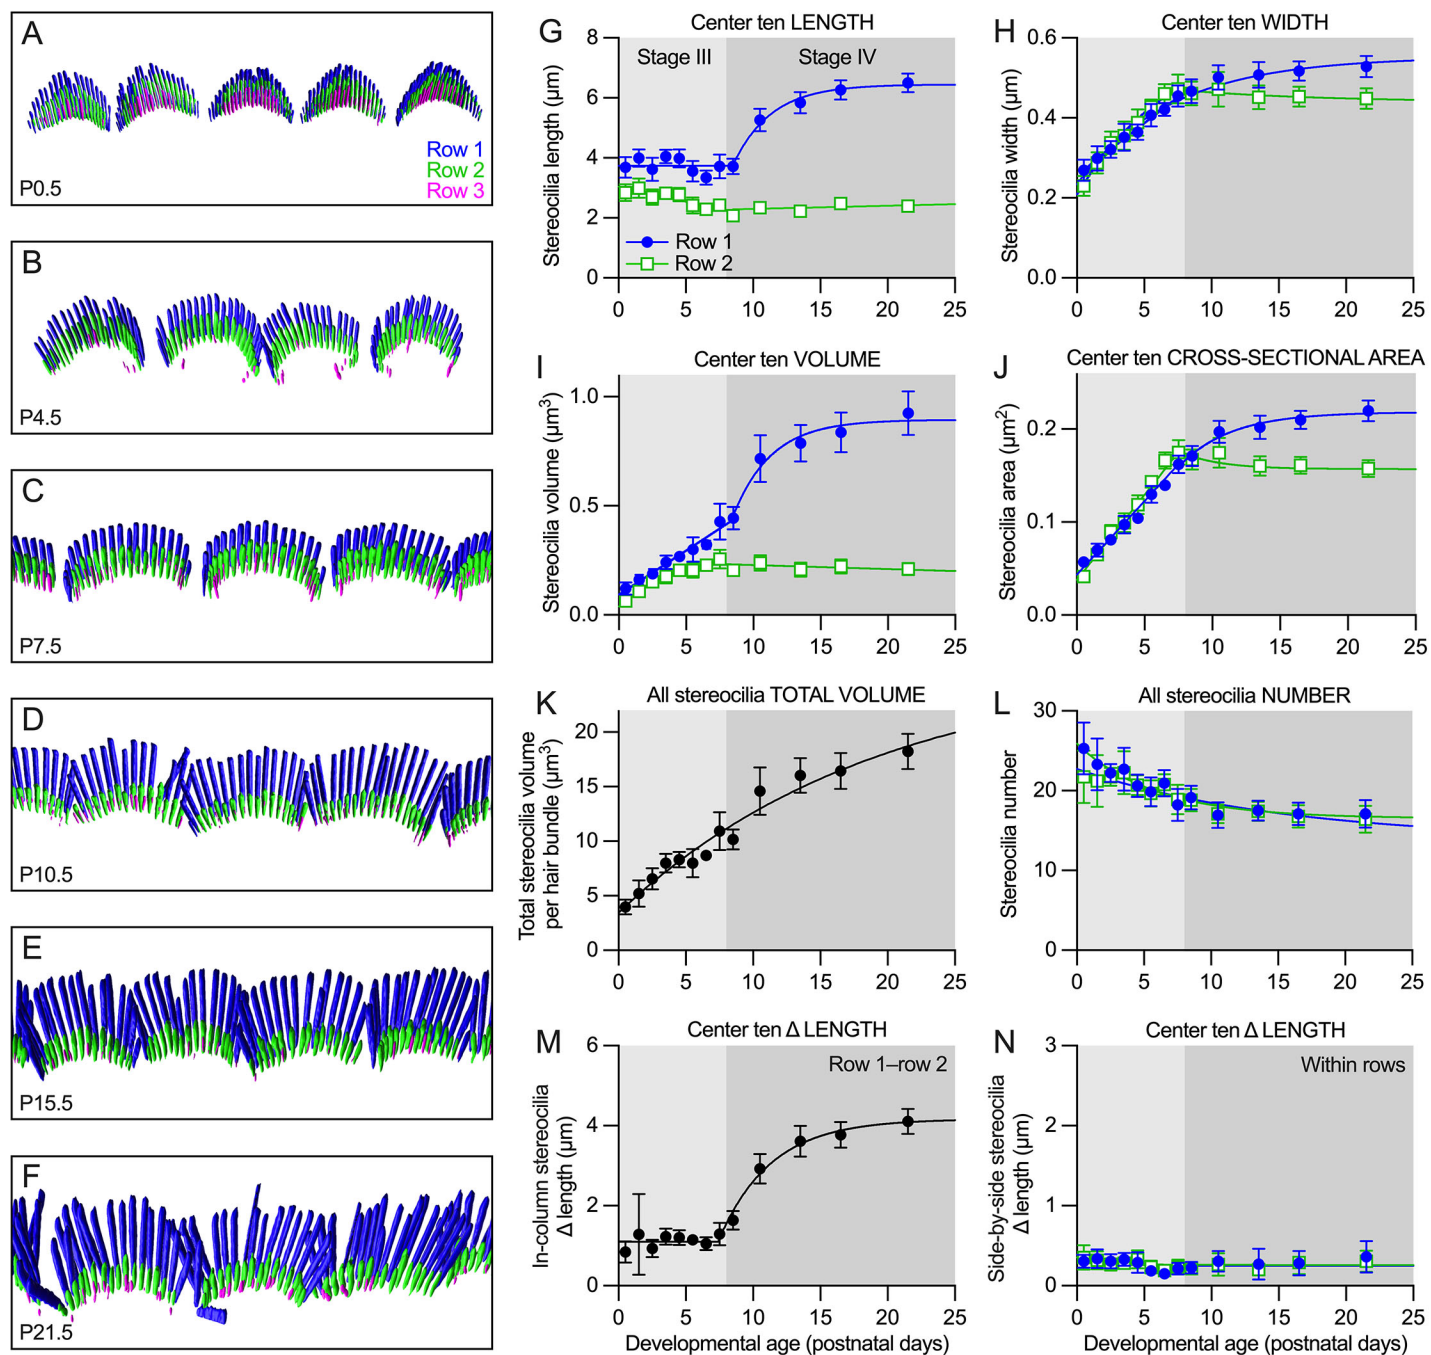 A
Row 1
Row 2
Row 3
P0.5
B
P4.5
C
P7.5
D
P10.5
E
P15.5
F
P21.5
G
Center ten LENGTH
Stage III
Stage IV
Stereocilia length (µm)
8
6
4
2
0
Row 1
Row 2
0 5 10 15 20 25
H
Center ten WIDTH
Stereocilia width (µm)
0.6
0.4
0.2
0.0
0 5 10 15 20 25
I
Center ten VOLUME
Stereocilia volume (µm³)
1.0
0.5
0.0
0 5 10 15 20 25
J
Center ten CROSS-SECTIONAL AREA
Stereocilia area (µm²)
0.2
0.1
0.0
0 5 10 15 20 25
K
All stereocilia TOTAL VOLUME
Total stereocilia volume
per hair bundle (µm³)
20
15
10
5
0
0 5 10 15 20 25
L
All stereocilia NUMBER
Stereocilia number
30
20
10
0
0 5 10 15 20 25
M
Center ten Δ LENGTH
Row 1–row 2
In-column stereocilia
Δ length (µm)
6
4
2
0
0 5 10 15 20 25
Developmental age (postnatal days)
N
Center ten Δ LENGTH
Within rows
Side-by-side stereocilia
Δ length (µm)
3
2
1
0
0 5 10 15 20 25
Developmental age (postnatal days)